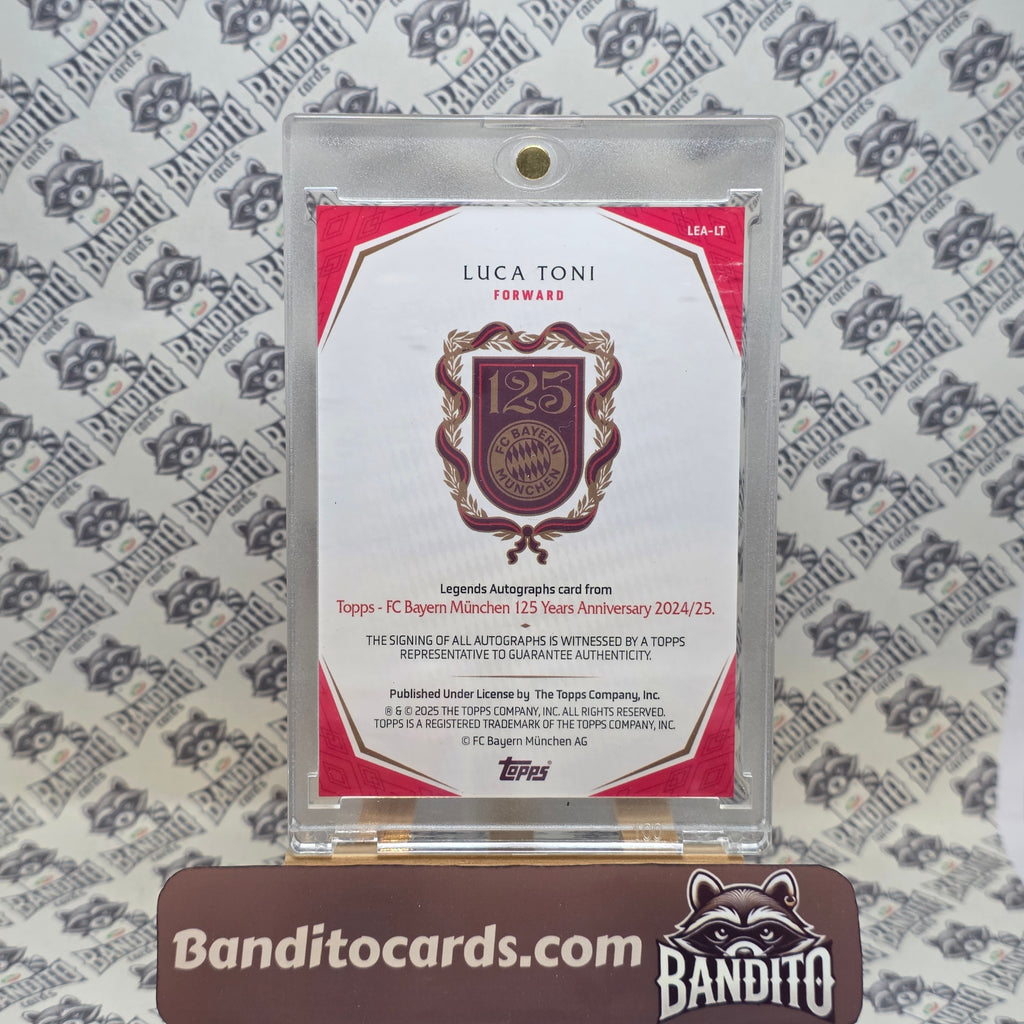 LEA-LT
LUCA TONI
FORWARD
125
FC BAYERN
MÜNCHEN
Legends Autographs card from
Topps - FC Bayern München 125 Years Anniversary 2024/25.
THE SIGNING OF ALL AUTOGRAPHS IS WITNESSED BY A TOPPS
REPRESENTATIVE TO GUARANTEE AUTHENTICITY.
Published Under License by The Topps Company, Inc.
® & © 2025 THE TOPPS COMPANY, INC. ALL RIGHTS RESERVED.
TOPPS IS A REGISTERED TRADEMARK OF THE TOPPS COMPANY, INC.
© FC Bayern München AG
topps®
Banditocards.com
BANDITO
BANDITO
cards